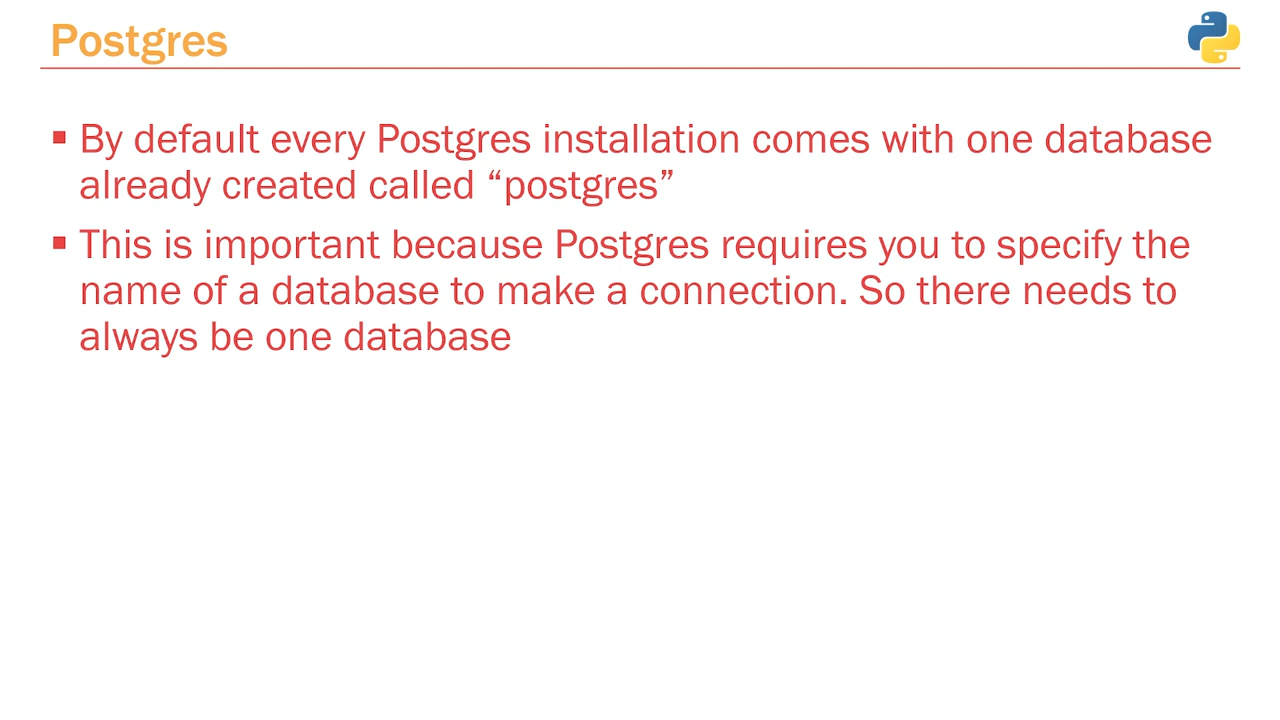 Postgres
▪ By default every Postgres installation comes with one database
already created called “postgres”
▪ This is important because Postgres requires you to specify the
name of a database to make a connection. So there needs to
always be one database